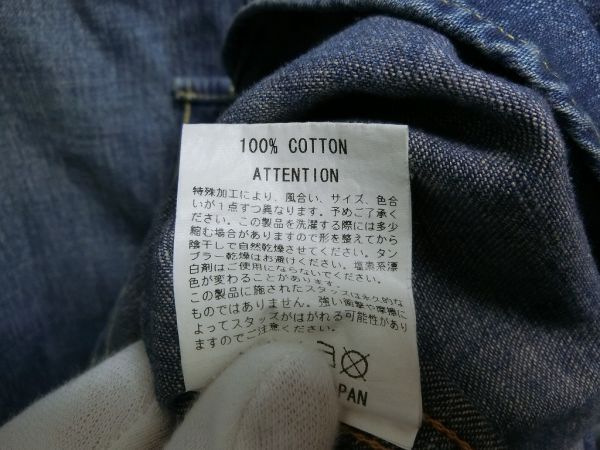 100% COTTON
ATTENTION
特殊加工により、風合い、サイズ、色合
いが1点ずつ異なります。予めご了承く
ださい。この製品を洗濯する際には多少
縮む場合がありますので形を整えてから
陰干しで自然乾燥させてください。タン
ブラー乾燥はお避けください。塩素系漂
白剤はご使用にならないでください。
色が変わることがあります。
この製品に施されたスタッズは永久的な
ものではありません。強い衝撃や摩擦に
よってスタッズがはがれる可能性があり
ますのでご注意ください。
PAN